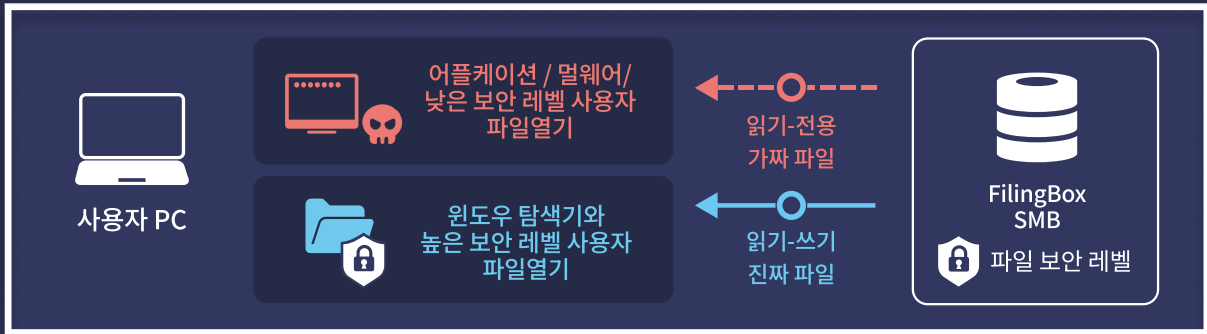 사용자 PC
어플케이션 / 멀웨어/
낮은 보안 레벨 사용자
파일열기
읽기-전용
가짜 파일
윈도우 탐색기와
높은 보안 레벨 사용자
파일열기
읽기-쓰기
진짜 파일
FilingBox
SMB
파일 보안 레벨